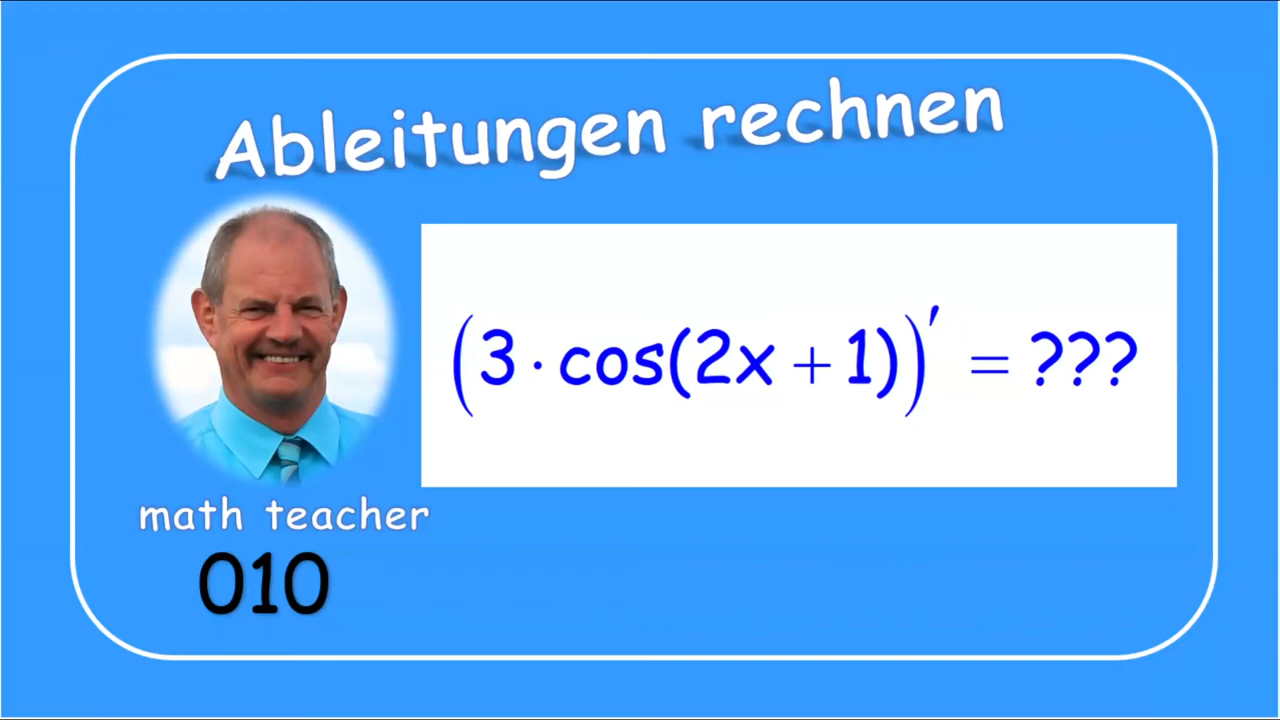 Ableitungen rechnen
(3 · cos(2x + 1))′ = ???
math teacher
010